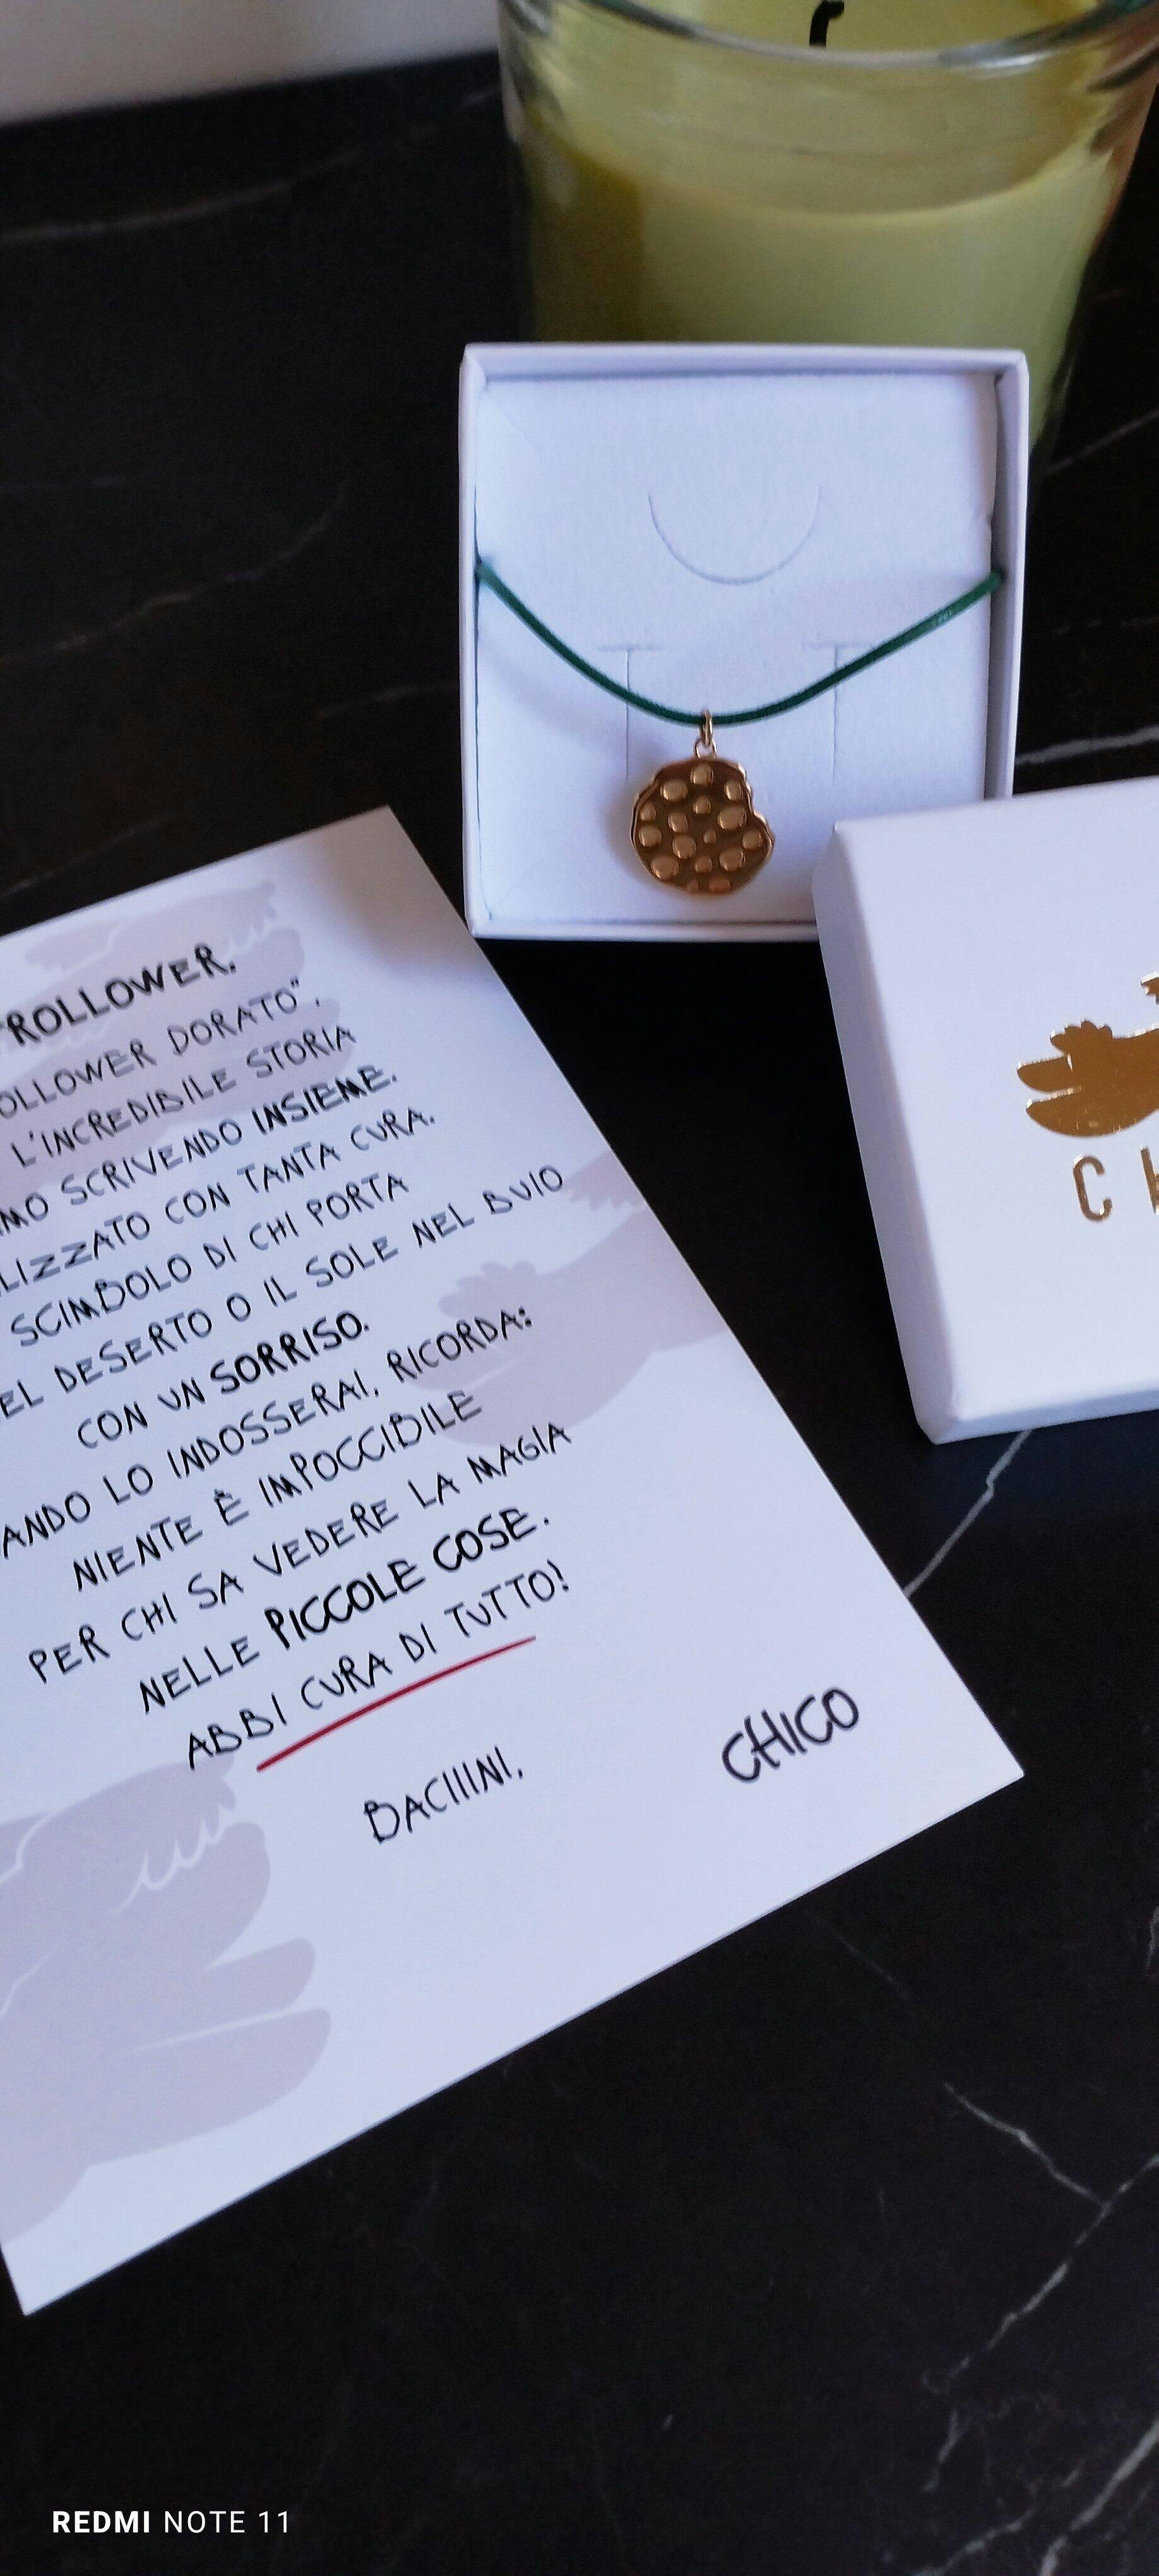 TROLLOWER.
OLLOWER DORATO",
L'INCREDIBILE STORIA
MO SCRIVENDO INSIEME.
LIZZATO CON TANTA CURA.
SCIMBOLO DI CHI PORTA
EL DESERTO O IL SOLE NEL BUIO
CON UN SORRISO.
ANDO LO INDOSSERAI, RICORDA:
NIENTE È IMPOCCIBILE
PER CHI SA VEDERE LA MAGIA
NELLE PICCOLE COSE.
ABBI CURA DI TUTTO!
BACIIINI,
CHICO
REDMI NOTE 11